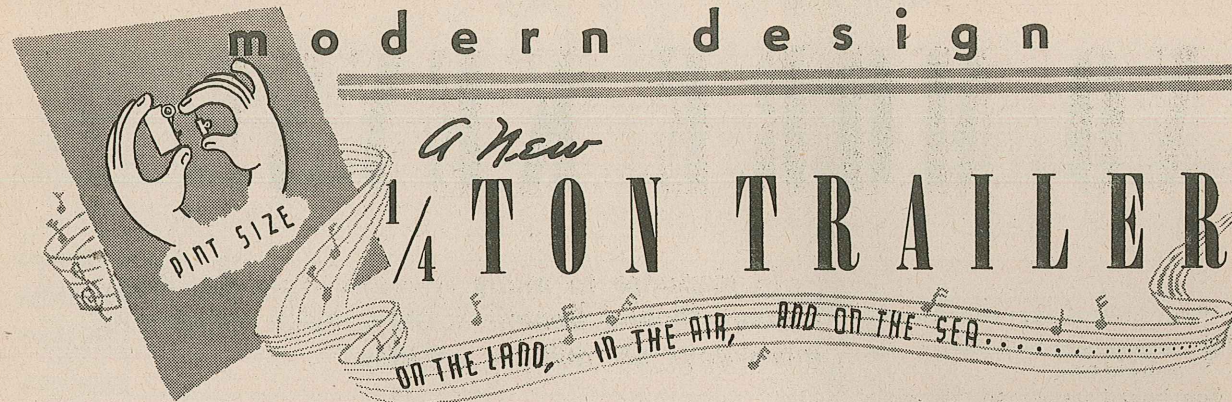 modern design
A New
1/4 TON TRAILER
PINT SIZE
ON THE LAND, IN THE AIR, AND ON THE SEA......